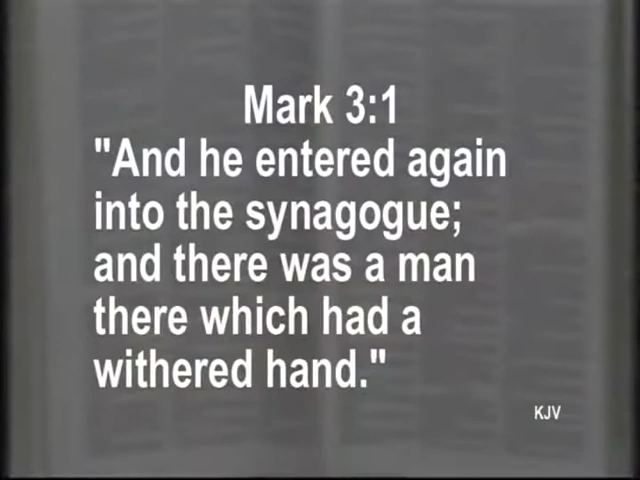 Mark 3:1
"And he entered again
into the synagogue;
and there was a man
there which had a
withered hand."
KJV